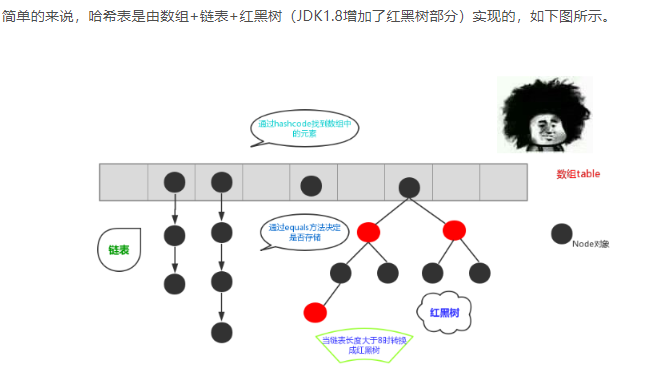 简单的来说，哈希表是由数组+链表+红黑树（JDK1.8增加了红黑树部分）实现的，如下图所示。
通过hashcode找到数组中
的元素
数组table
通过equals方法决定
是否存储
链表
Node对象
红黑树
当链表长度大于8时转换
成红黑树